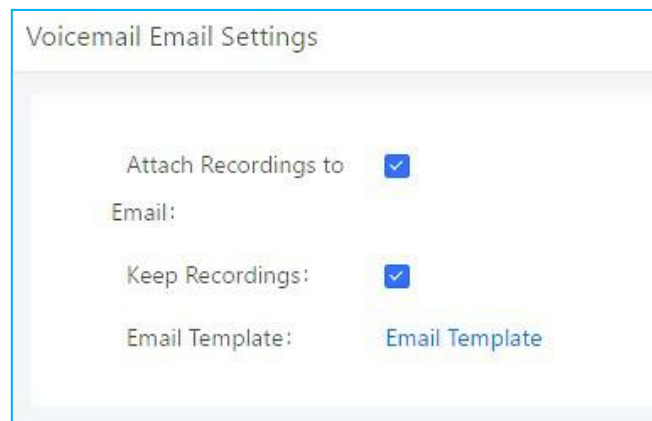 Voicemail Email Settings
Attach Recordings to
Email:
Keep Recordings:
Email Template: Email Template